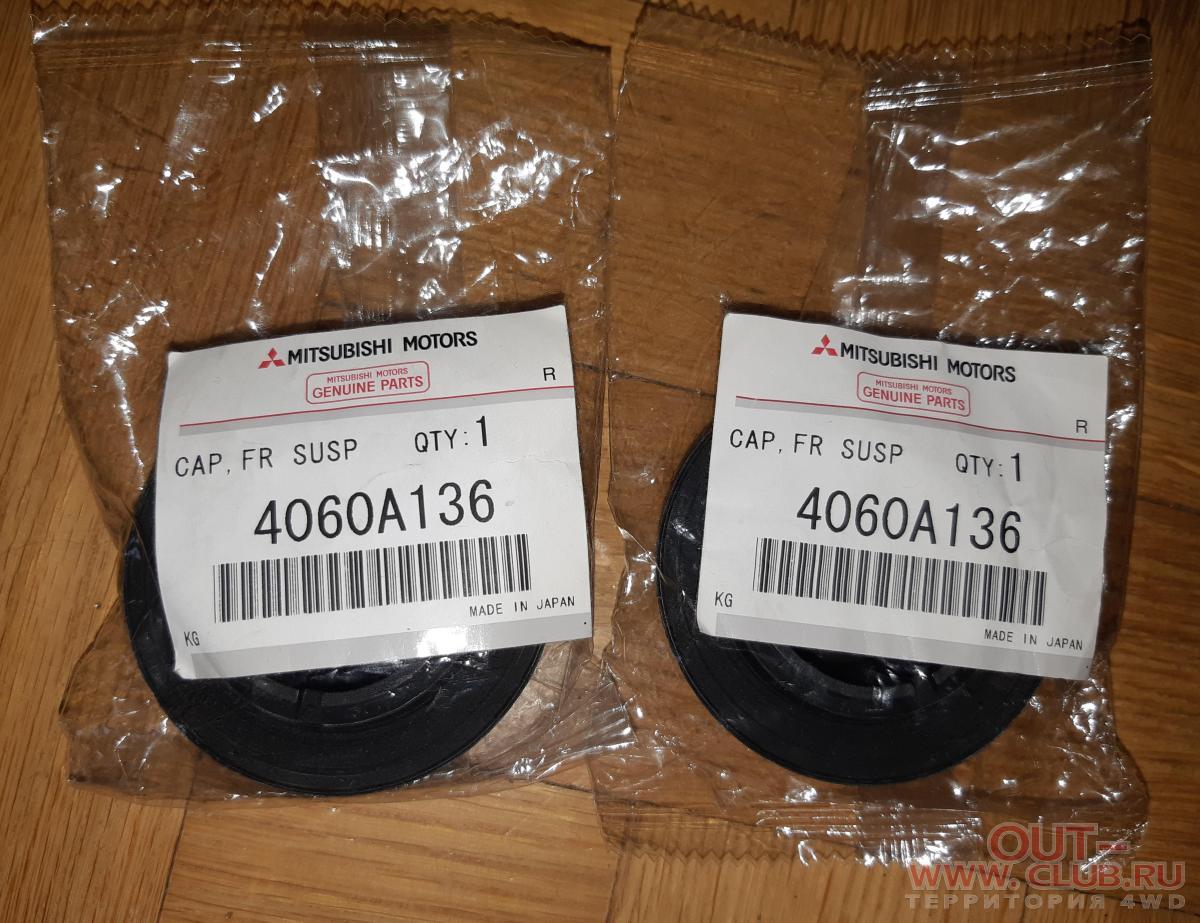 MITSUBISHI MOTORS
MITSUBISHI MOTORS
GENUINE PARTS
R
CAP, FR SUSP QTY: 1
4060A136
MADE IN JAPAN
KG
MITSUBISHI MOTORS
MITSUBISHI MOTORS
GENUINE PARTS
R
CAP, FR SUSP QTY: 1
4060A136
KG
MADE IN JAPAN
OUT-
WWW.CLUB.RU
ТЕРРИТОРИЯ 4WD